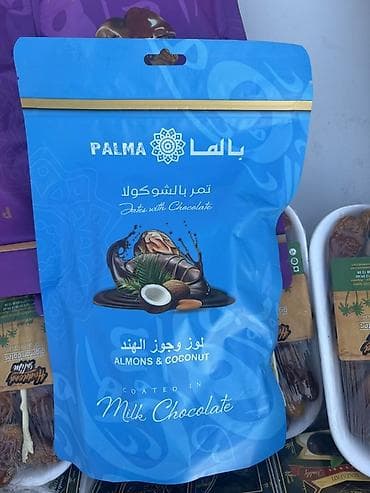 PALMA بالما
تمر بالشوكولا
Dates with Chocolate
لوز وجوز الهند
ALMONS & COCONUT
COATED IN
Milk Chocolate